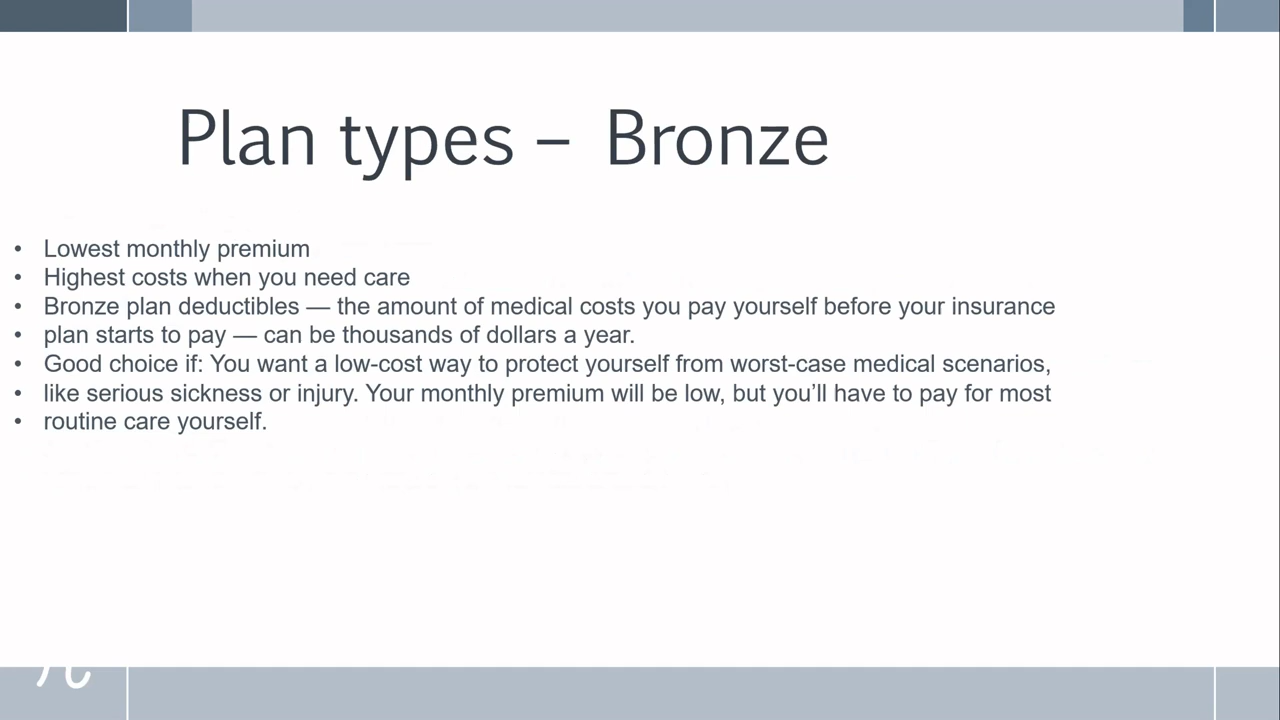 Plan types – Bronze
• Lowest monthly premium
• Highest costs when you need care
• Bronze plan deductibles — the amount of medical costs you pay yourself before your insurance
• plan starts to pay — can be thousands of dollars a year.
• Good choice if: You want a low-cost way to protect yourself from worst-case medical scenarios,
• like serious sickness or injury. Your monthly premium will be low, but you’ll have to pay for most
• routine care yourself.